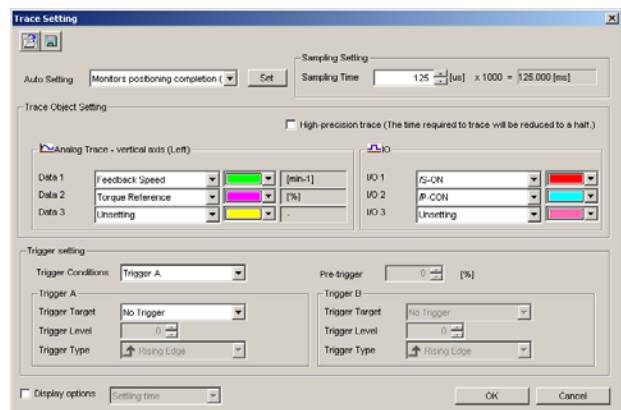 Trace Setting
Sampling Setting
Auto Setting Monitors positioning completion ( Set Sampling Time 125 [us] x 1000 = 125.000 [ms]
Trace Object Setting
High-precision trace (The time required to trace will be reduced to a half.)
Analog Trace - vertical axis (Left) IO
Data 1 Feedback Speed [min-1] I/O 1 /S-ON
Data 2 Torque Reference [%] I/O 2 /P-CON
Data 3 Unsetting - I/O 3 Unsetting
Trigger setting
Trigger Conditions Trigger A Pre-trigger 0 [%]
Trigger A Trigger B
Trigger Target No Trigger Trigger Target No Trigger
Trigger Level 0 Trigger Level 0
Trigger Type Rising Edge Trigger Type Rising Edge
Display options Settling time OK Cancel